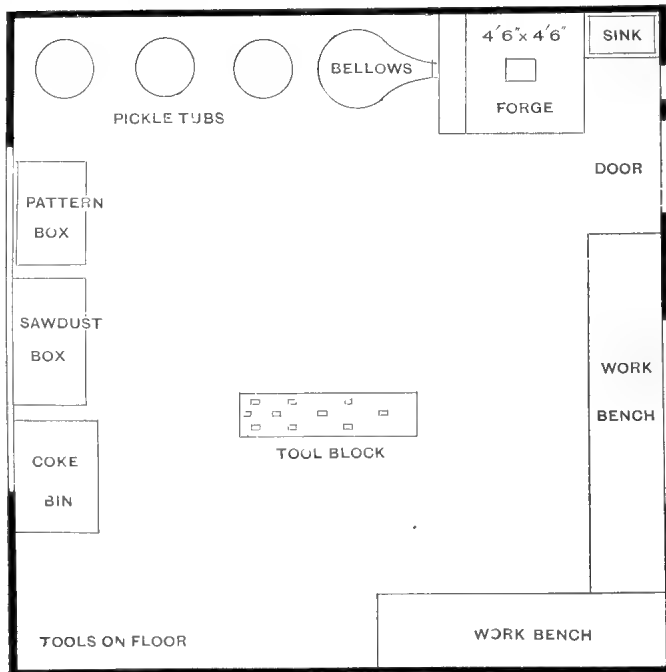 4'6" x 4'6"
SINK
BELLOWS
FORGE
PICKLE TUBS
DOOR
PATTERN
BOX
SAWDUST
BOX
WORK
BENCH
TOOL BLOCK
COKE
BIN
TOOLS ON FLOOR
WORK BENCH